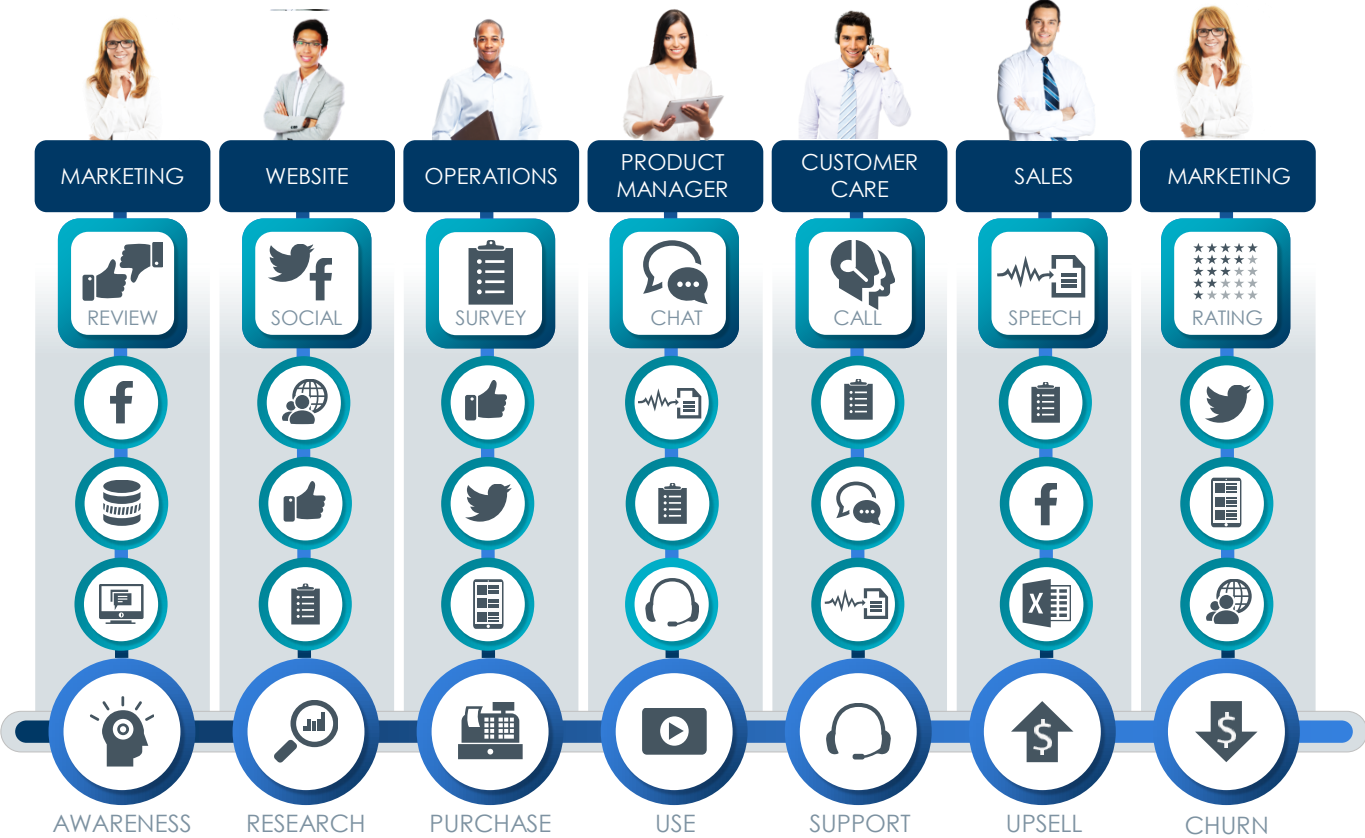 MARKETING
WEBSITE
OPERATIONS
PRODUCT
MANAGER
CUSTOMER
CARE
SALES
MARKETING
REVIEW
SOCIAL
SURVEY
CHAT
CALL
SPEECH
RATING
X
$
$
AWARENESS
RESEARCH
PURCHASE
USE
SUPPORT
UPSELL
CHURN